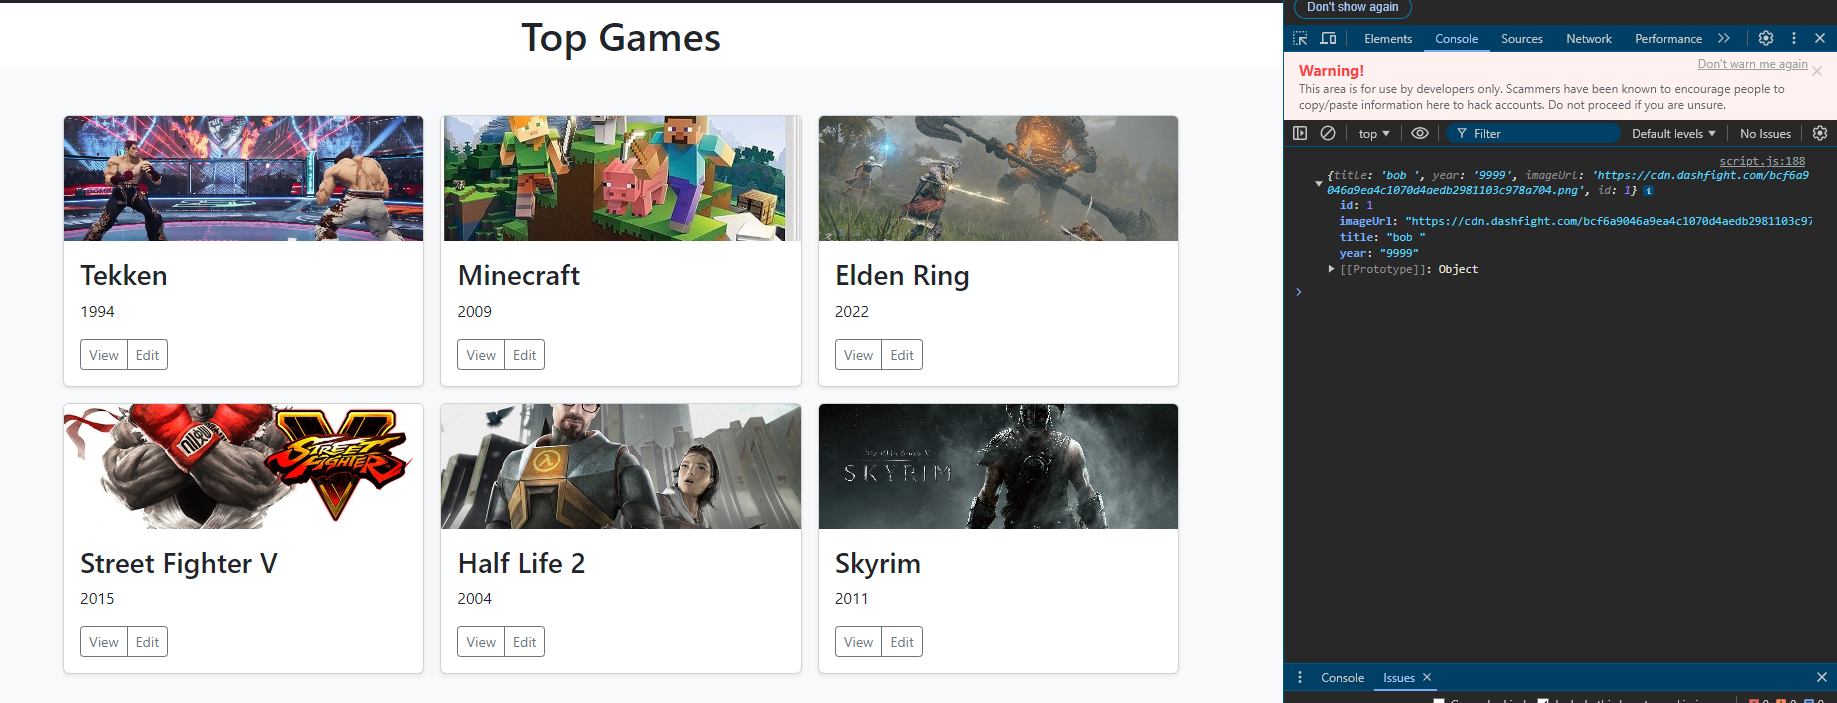 Top Games
Tekken
1994
View Edit
Minecraft
2009
View Edit
Elden Ring
2022
View Edit
STREET FIGHTER V
Street Fighter V
2015
View Edit
Half Life 2
2004
View Edit
SKYRIM
Skyrim
2011
View Edit
Don't show again
Elements Console Sources Network Performance
Warning!
Don't warn me again
This area is for use by developers only. Scammers have been known to encourage people to
copy/paste information here to hack accounts. Do not proceed if you are unsure.
top Filter Default levels No Issues
script.js:188
{title: 'bob ', year: '9999', imageUrl: 'https://cdn.dashfight.com/bcf6a9
046a9ea4c1070d4aedb2981103c978a704.png', id: 1}
id: 1
imageUrl: "https://cdn.dashfight.com/bcf6a9046a9ea4c1070d4aedb2981103c97
title: "bob "
year: "9999"
[[Prototype]]: Object
Console Issues